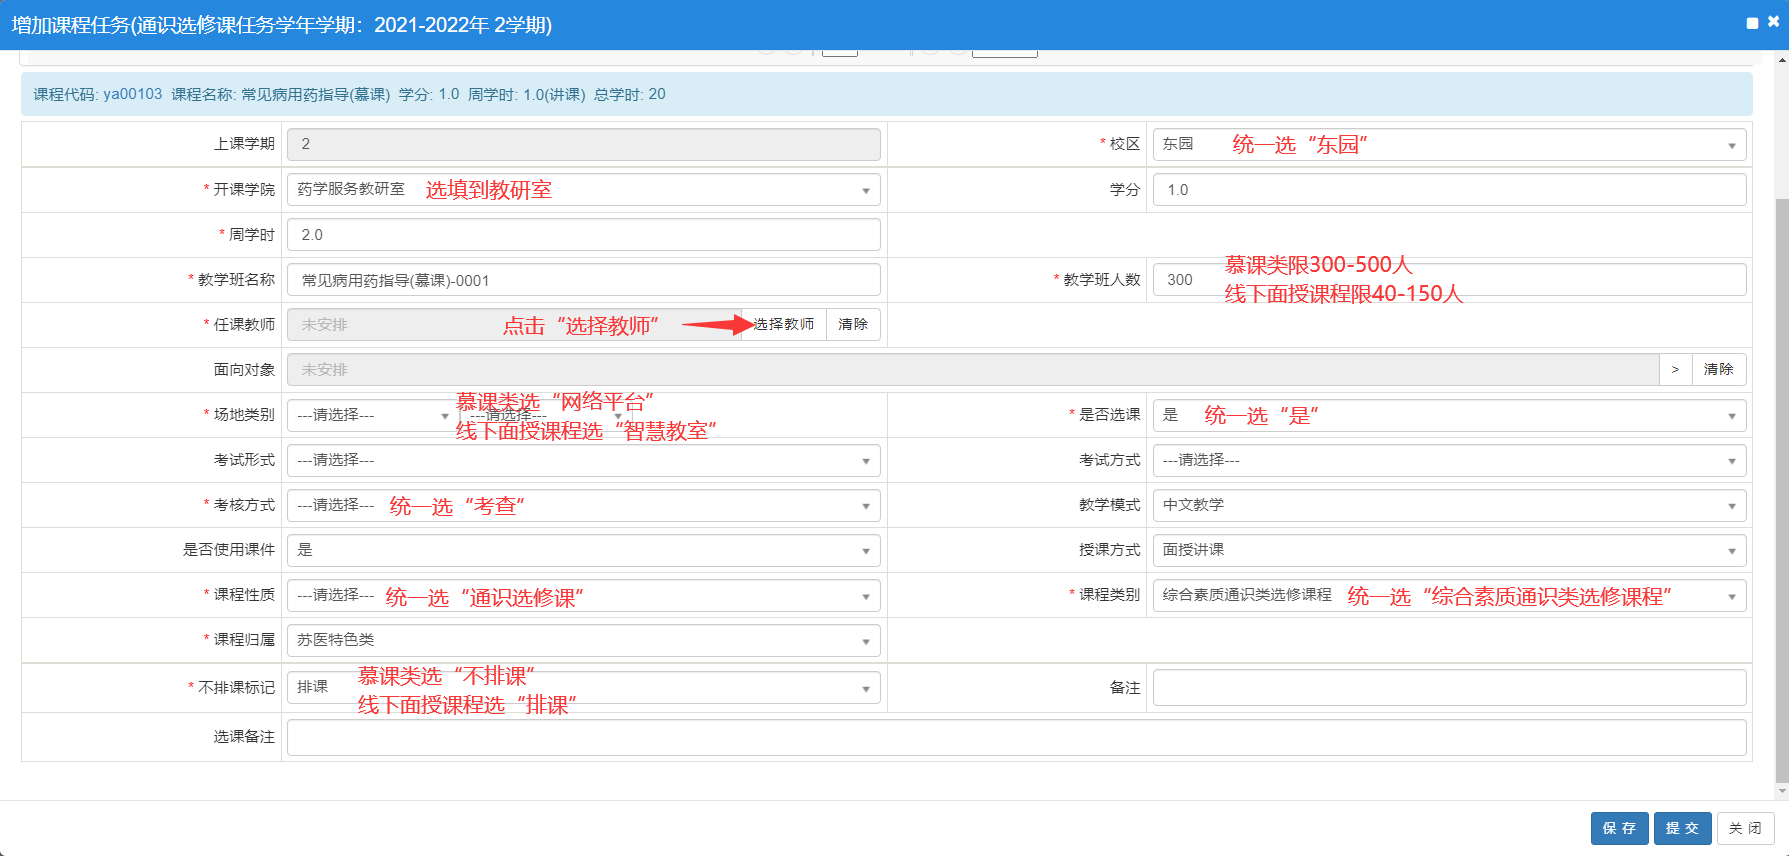 增加课程任务(通识选修课任务学年学期：2021-2022年 2学期)
课程代码: ya00103 课程名称: 常见病用药指导(慕课) 学分: 1.0 周学时: 1.0(讲课) 总学时: 20
上课学期 2 * 校区 东园 统一选“东园”
* 开课学院 药学服务教研室 选填到教研室 学分 1.0
* 周学时 2.0
* 教学班名称 常见病用药指导(慕课)-0001 * 教学班人数 300 慕课类限300-500人
线下面授课程限40-150人
* 任课教师 未安排 点击“选择教师” 选择教师 清除
面向对象 未安排 > 清除
* 场地类别 ---请选择--- ---请选择--- 慕课类选“网络平台”
线下面授课程选“智慧教室”
* 是否选课 是 统一选“是”
考试形式 ---请选择--- 考试方式 ---请选择---
* 考核方式 ---请选择--- 统一选“考查” 教学模式 中文教学
是否使用课件 是 授课方式 面授讲课
* 课程性质 ---请选择--- 统一选“通识选修课” * 课程类别 综合素质通识类选修课程 统一选“综合素质通识类选修课程”
* 课程归属 苏医特色类
* 不排课标记 排课 慕课类选“不排课”
线下面授课程选“排课”
备注
选课备注
保 存 提 交 关 闭